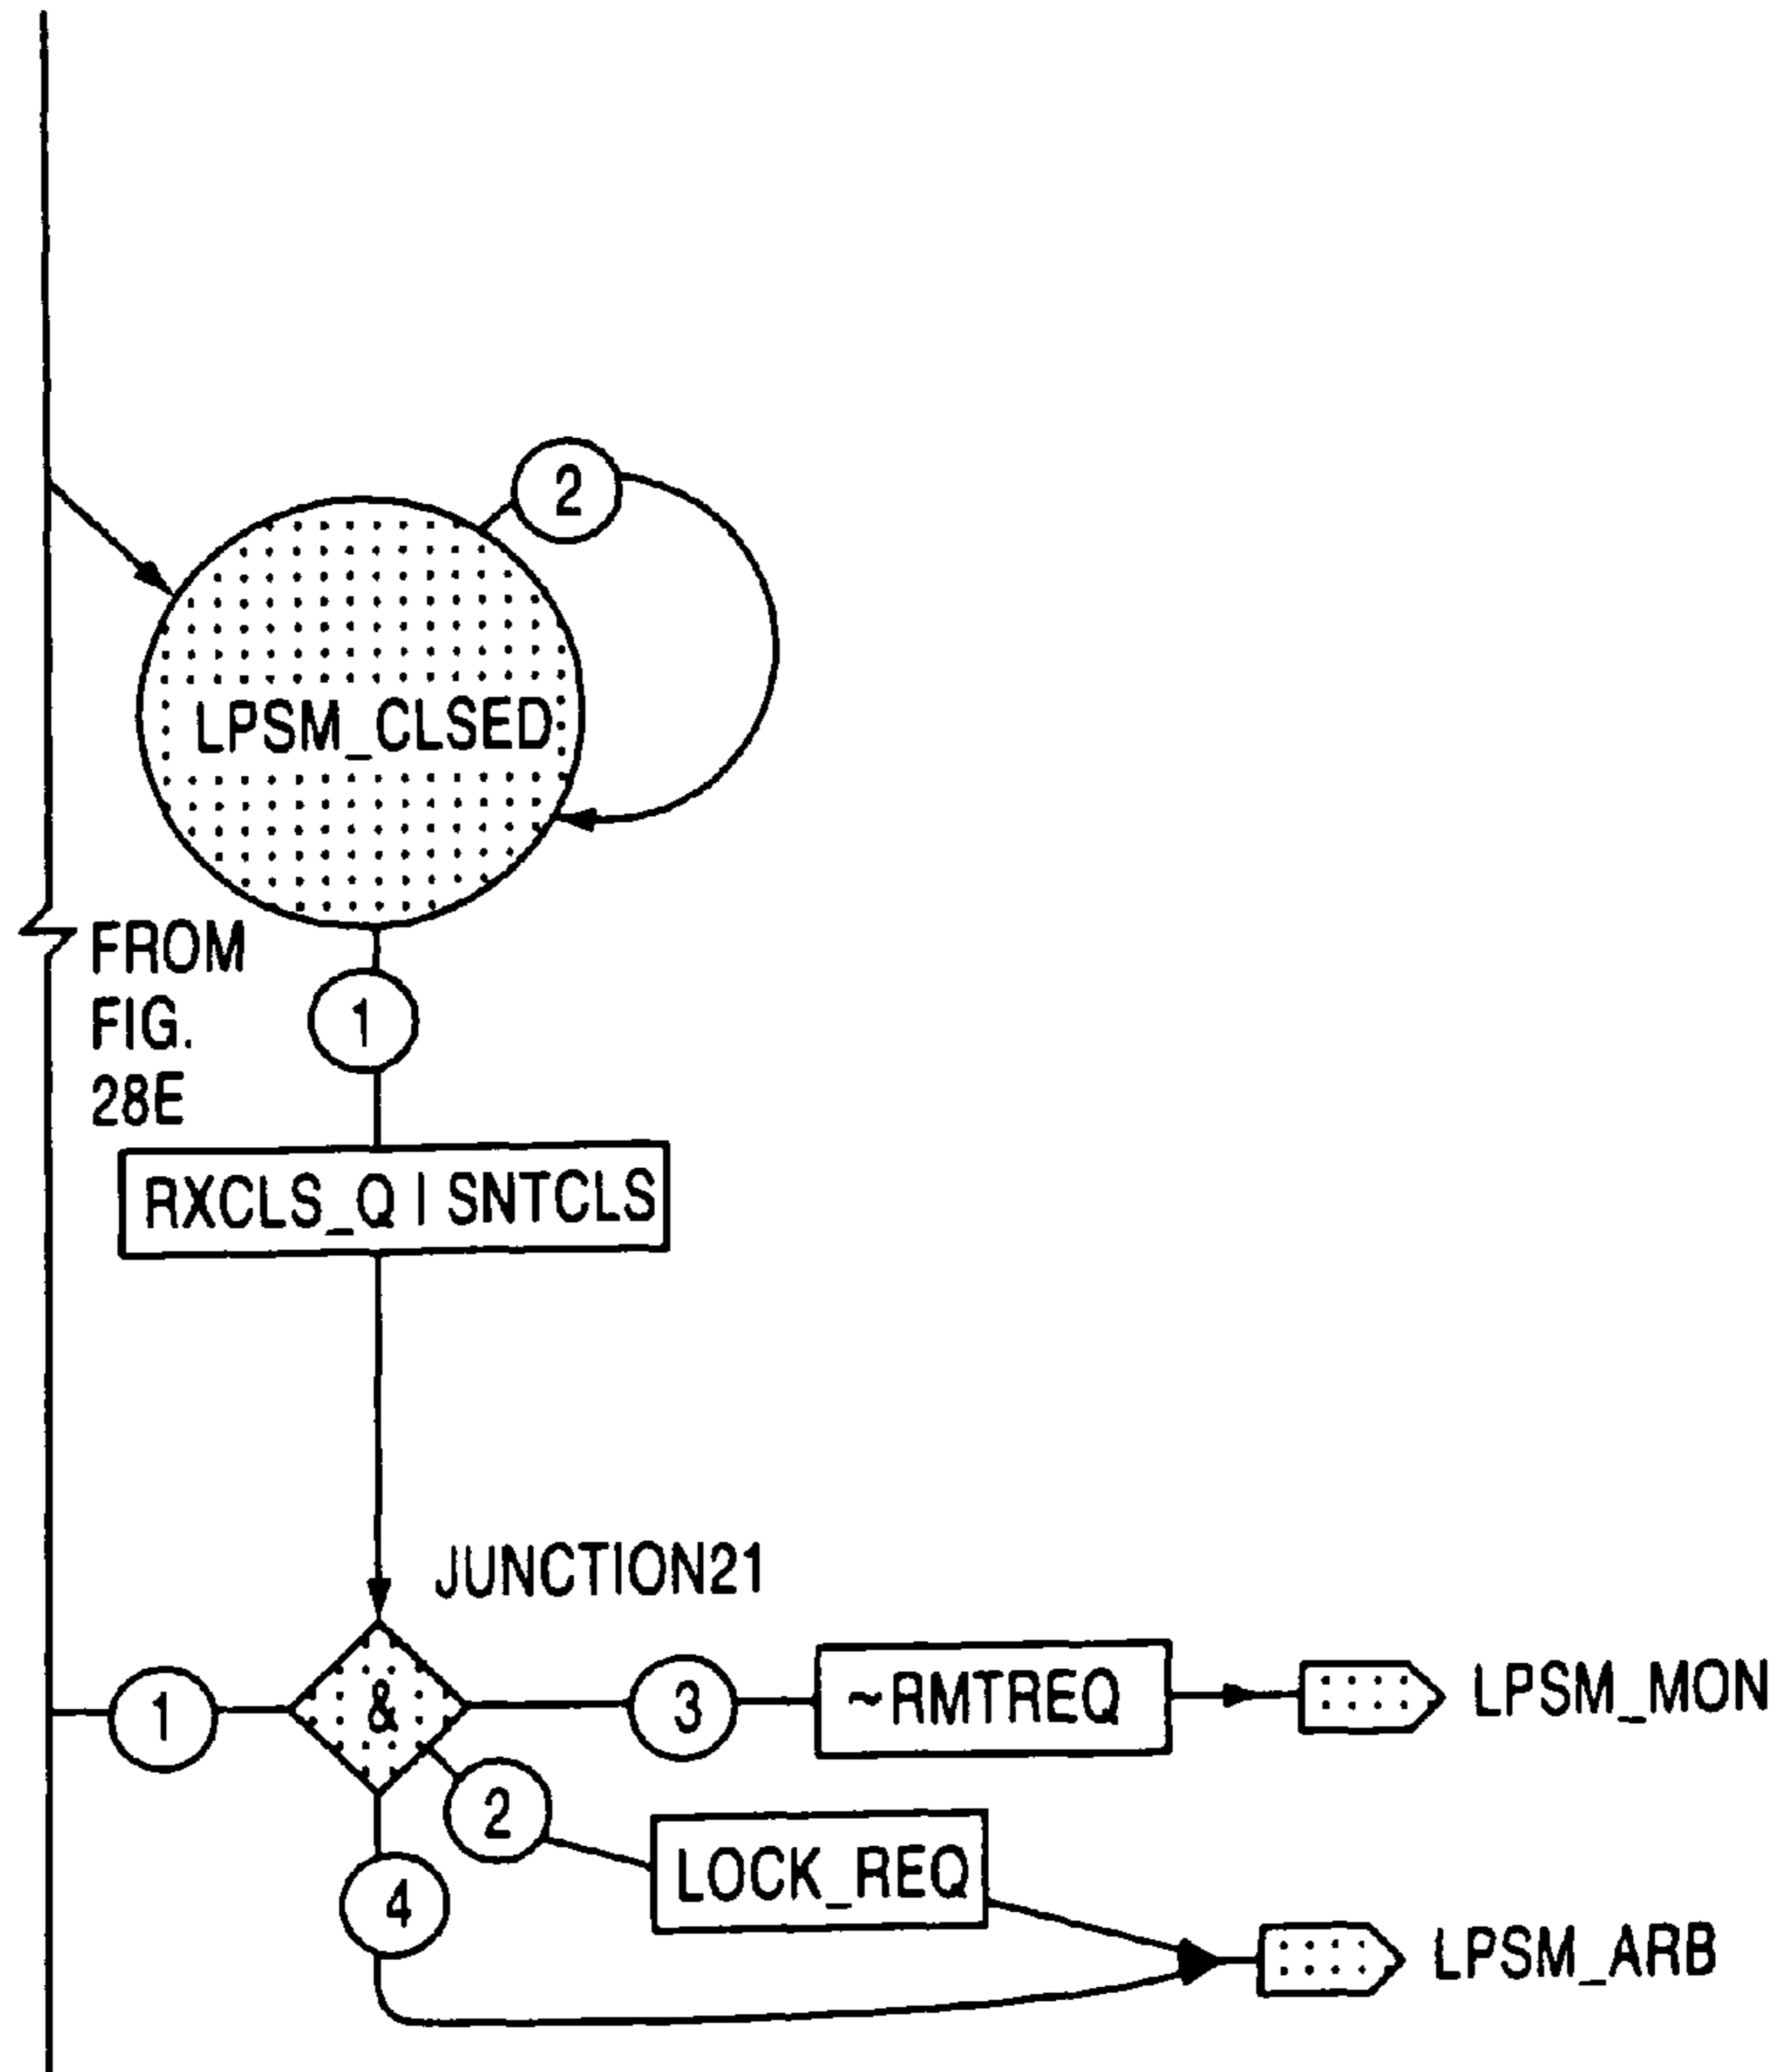 2
LPSM_CLSED
FROM
FIG.
28E
1
RXCLS_Q | SNTCLS
JUNCTION21
1
&
3
~RMTREQ
LPSM_MON
2
LOCK_REQ
4
LPSM_ARB